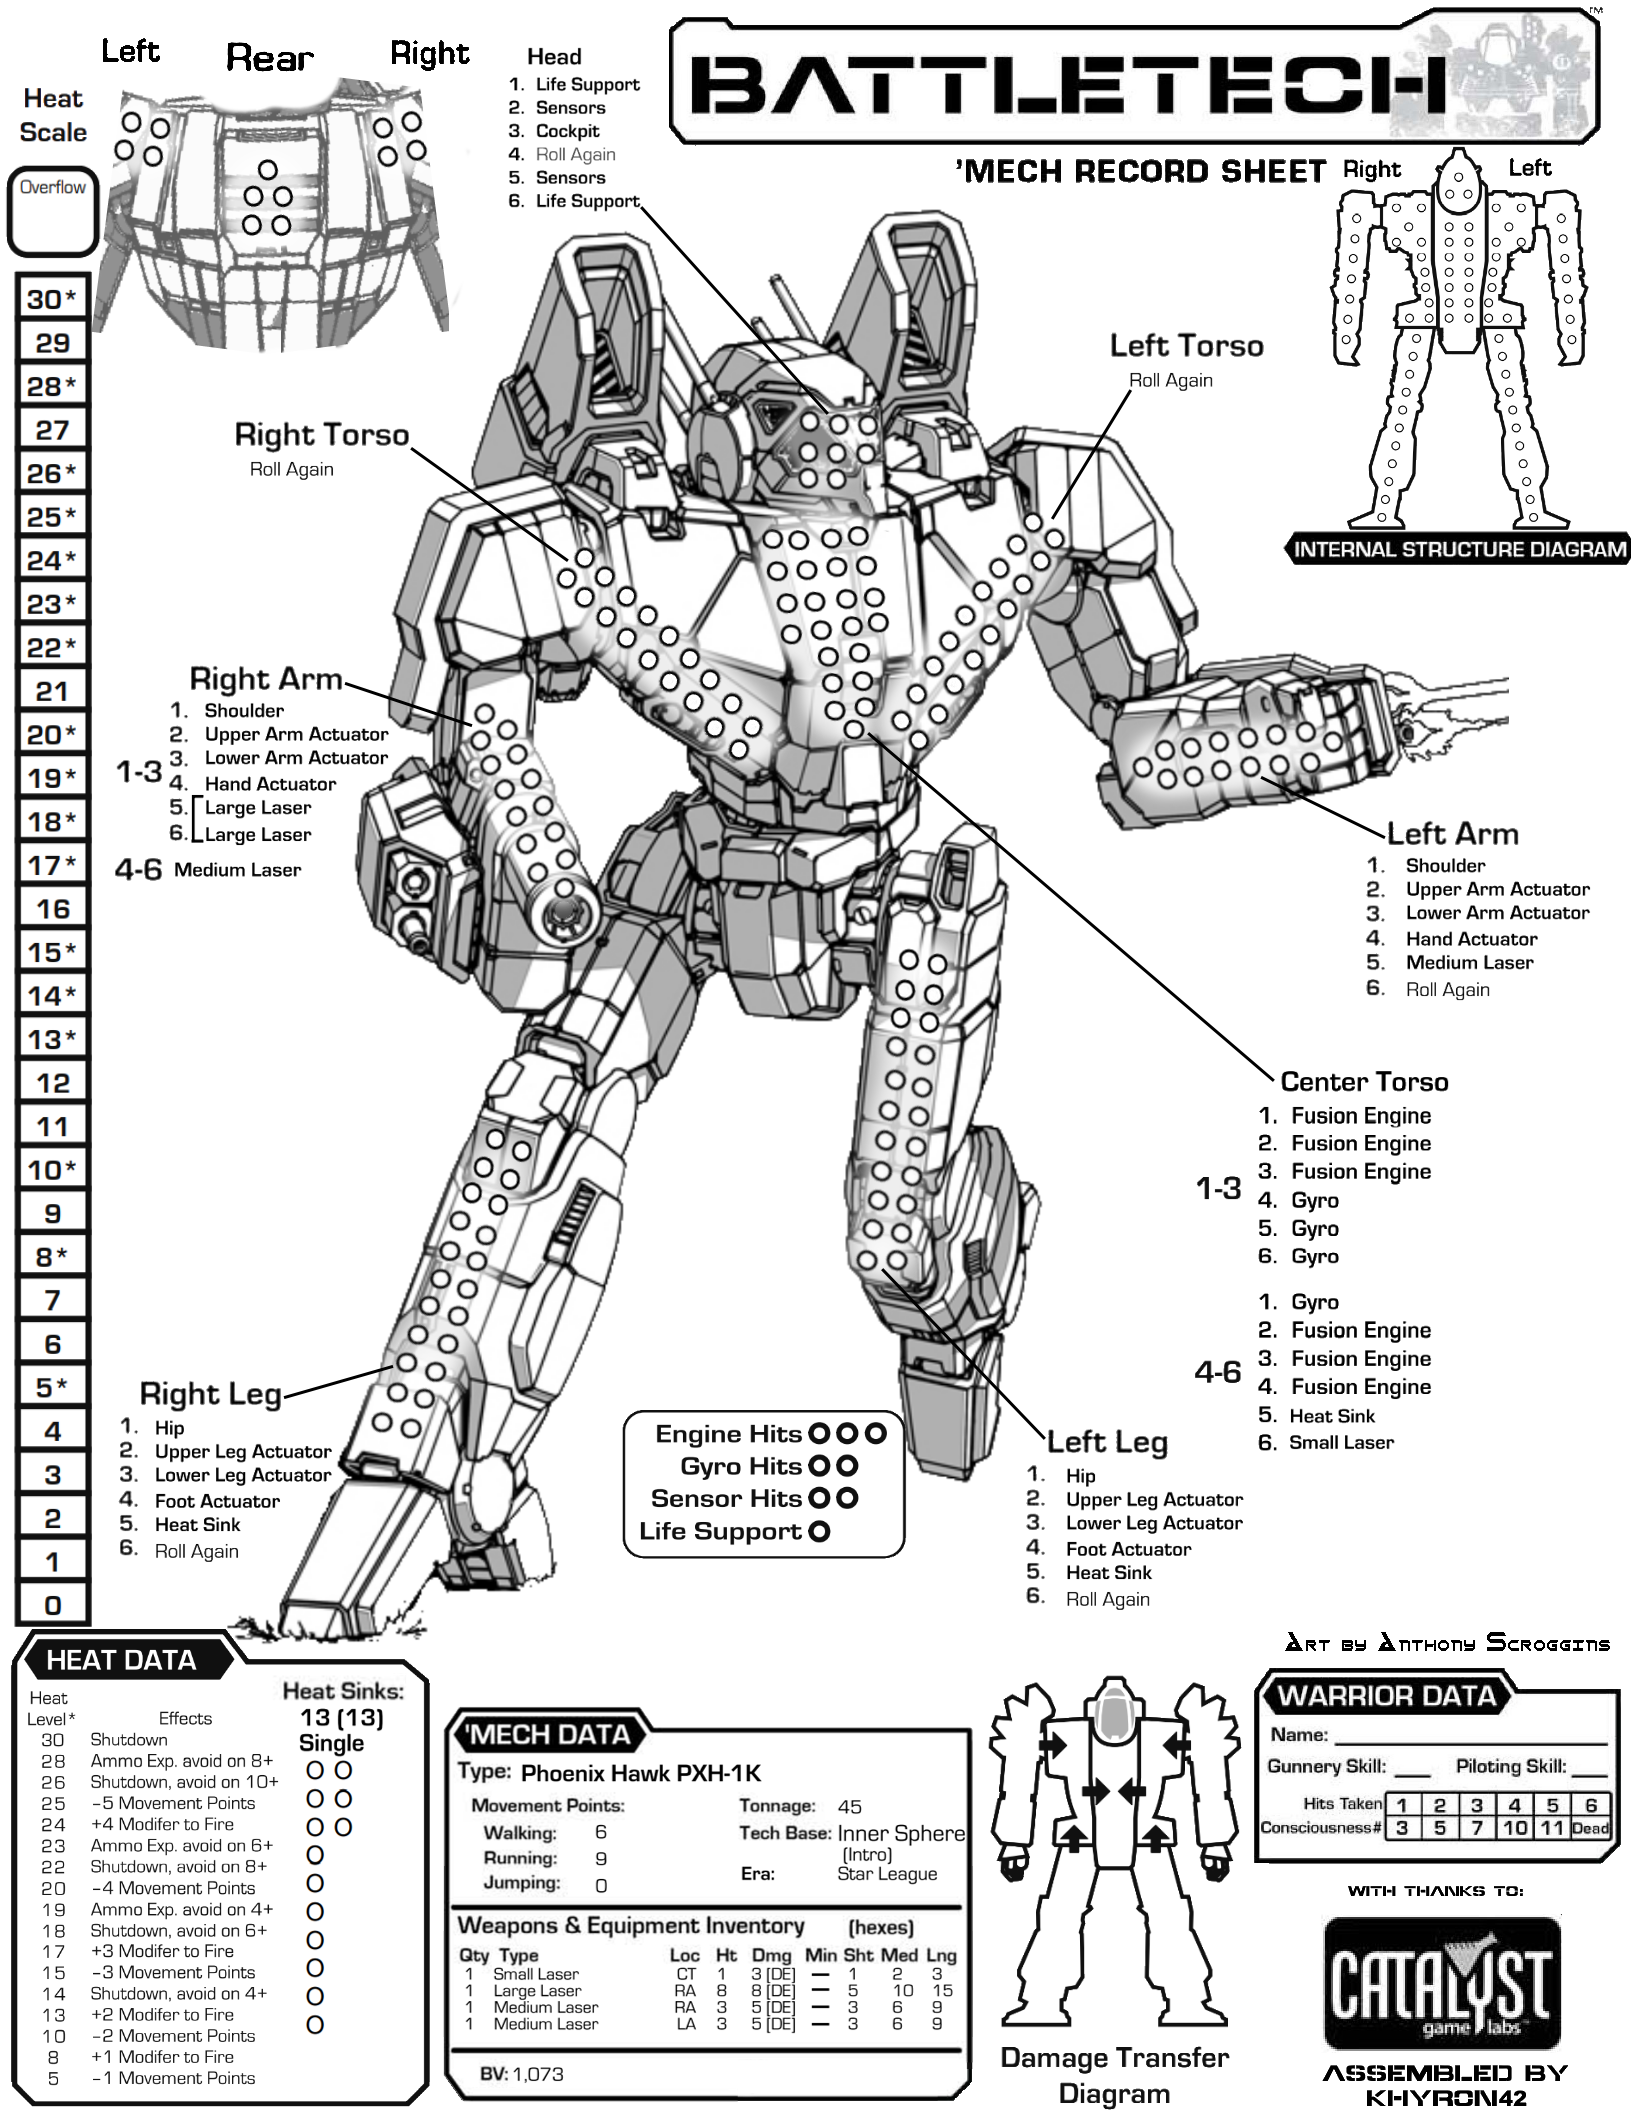 Left Rear Right
Heat
Scale
Overflow
30*
29
28*
27
26*
25*
24*
23*
22*
21
20*
19*
18*
17*
16
15*
14*
13*
12
11
10*
9
8*
7
6
5*
4
3
2
1
0
Head
1. Life Support
2. Sensors
3. Cockpit
4. Roll Again
5. Sensors
6. Life Support
BATTLETECH ™
'MECH RECORD SHEET
Right Left
INTERNAL STRUCTURE DIAGRAM
Left Torso
Roll Again
Right Torso
Roll Again
Right Arm
1-3
1. Shoulder
2. Upper Arm Actuator
3. Lower Arm Actuator
4. Hand Actuator
5. Large Laser
6. Large Laser
4-6 Medium Laser
Left Arm
1. Shoulder
2. Upper Arm Actuator
3. Lower Arm Actuator
4. Hand Actuator
5. Medium Laser
6. Roll Again
Center Torso
1-3
1. Fusion Engine
2. Fusion Engine
3. Fusion Engine
4. Gyro
5. Gyro
6. Gyro
4-6
1. Gyro
2. Fusion Engine
3. Fusion Engine
4. Fusion Engine
5. Heat Sink
6. Small Laser
Right Leg
1. Hip
2. Upper Leg Actuator
3. Lower Leg Actuator
4. Foot Actuator
5. Heat Sink
6. Roll Again
Engine Hits
Gyro Hits
Sensor Hits
Life Support
Left Leg
1. Hip
2. Upper Leg Actuator
3. Lower Leg Actuator
4. Foot Actuator
5. Heat Sink
6. Roll Again
HEAT DATA
Heat
Level* Effects
30 Shutdown
28 Ammo Exp. avoid on 8+
26 Shutdown, avoid on 10+
25 -5 Movement Points
24 +4 Modifer to Fire
23 Ammo Exp. avoid on 6+
22 Shutdown, avoid on 8+
20 -4 Movement Points
19 Ammo Exp. avoid on 4+
18 Shutdown, avoid on 6+
17 +3 Modifer to Fire
15 -3 Movement Points
14 Shutdown, avoid on 4+
13 +2 Modifer to Fire
10 -2 Movement Points
8 +1 Modifer to Fire
5 -1 Movement Points
Heat Sinks:
13 (13)
Single
'MECH DATA
Type: Phoenix Hawk PXH-1K
Movement Points:
Walking: 6
Running: 9
Jumping: 0
Tonnage: 45
Tech Base: Inner Sphere
(Intro)
Era: Star League
Weapons & Equipment Inventory (hexes)
Qty Type Loc Ht Dmg Min Sht Med Lng
1 Small Laser CT 1 3 [DE] — 1 2 3
1 Large Laser RA 8 8 [DE] — 5 10 15
1 Medium Laser RA 3 5 [DE] — 3 6 9
1 Medium Laser LA 3 5 [DE] — 3 6 9
BV: 1,073
Damage Transfer
Diagram
Art by Anthony Scroggins
WARRIOR DATA
Name:
Gunnery Skill: ___ Piloting Skill: ___
Hits Taken 1 2 3 4 5 6
Consciousness# 3 5 7 10 11 Dead
WITH THANKS TO:
CATALYST
game labs™
ASSEMBLED BY
KHYRON42